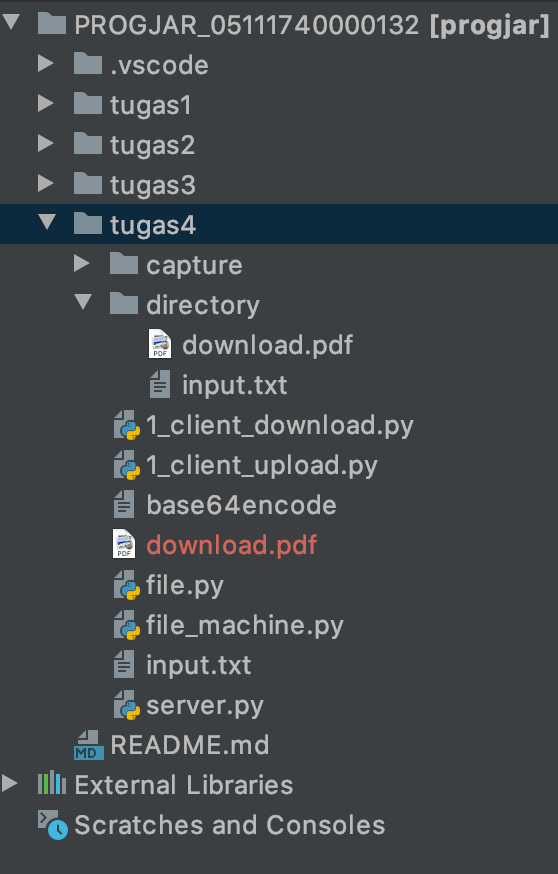 PROGJAR_05111740000132 [progjar]
.vscode
tugas1
tugas2
tugas3
tugas4
capture
directory
PDF download.pdf
input.txt
1_client_download.py
1_client_upload.py
base64encode
PDF download.pdf
file.py
file_machine.py
input.txt
server.py
MD README.md
External Libraries
Scratches and Consoles